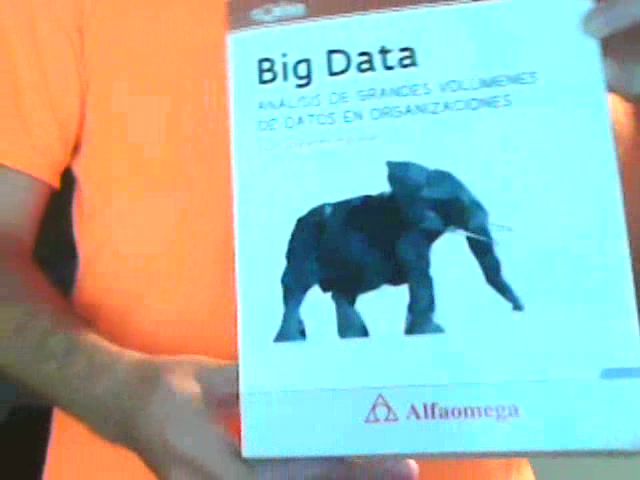 Big Data
ANÁLISIS DE GRANDES VOLÚMENES
DE DATOS EN ORGANIZACIONES
Alfaomega